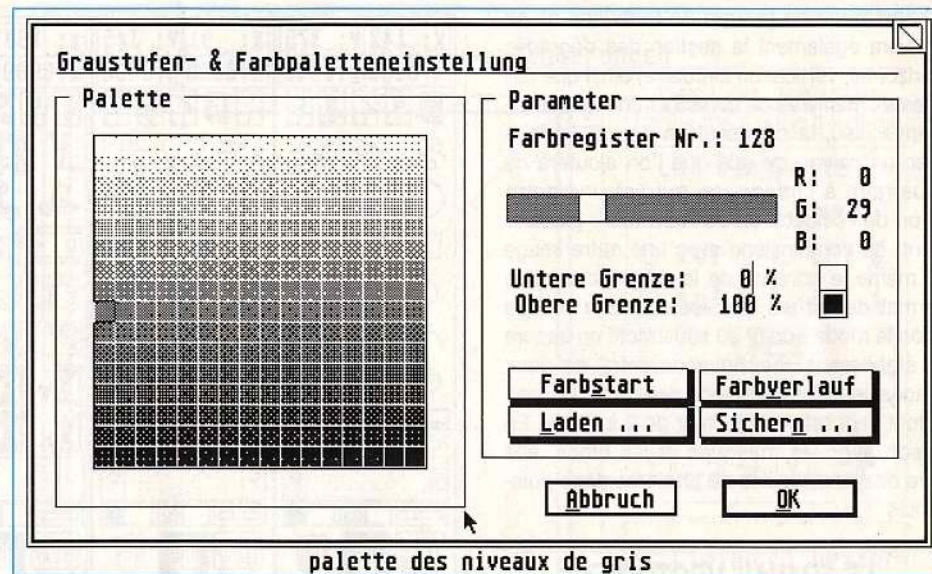 Graustufen- & Farbpaletteneinstellung
Palette
Parameter
Farbregister Nr.: 128
R: 0
G: 29
B: 0
Untere Grenze: 0 %
Obere Grenze: 100 %
Farbstart
Farbverlauf
Laden...
Sichern...
Abbruch
OK
palette des niveaux de gris